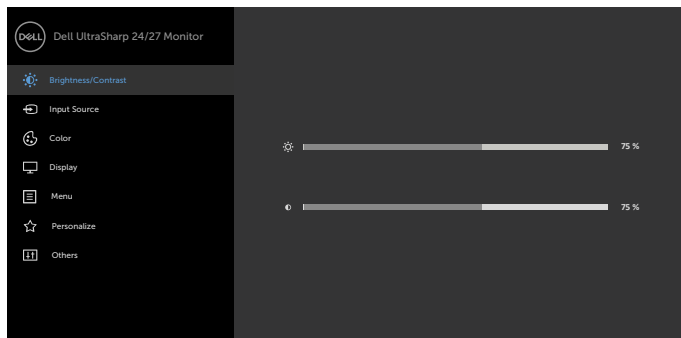 DELL
Dell UltraSharp 24/27 Monitor
Brightness/Contrast
Input Source
Color
Display
Menu
Personalize
Others
75 %
75 %